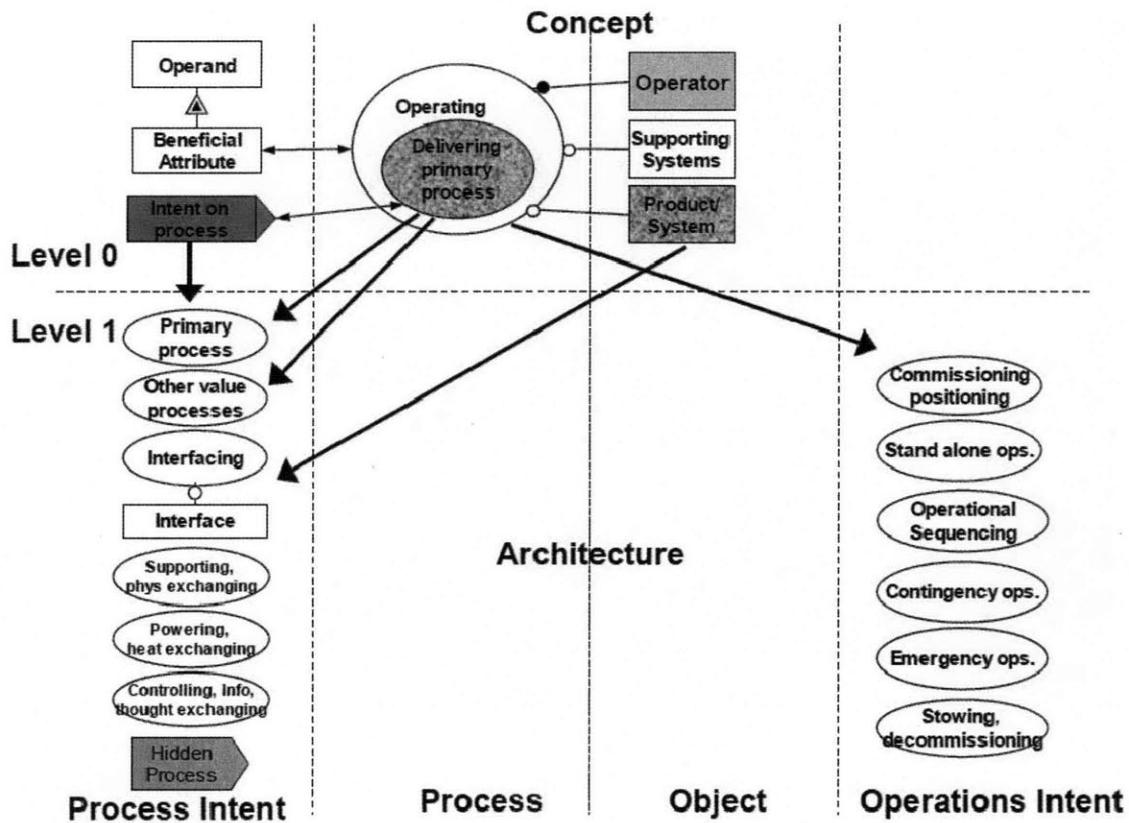 Concept
Operand
Operating
Operator
Beneficial
Attribute
Delivering
primary
process
Supporting
Systems
Intent on
process
Product/
System
Level 0
Level 1
Primary
process
Other value
processes
Interfacing
Interface
Supporting,
phys exchanging
Powering,
heat exchanging
Controlling, Info,
thought exchanging
Hidden
Process
Architecture
Commissioning
positioning
Stand alone ops.
Operational
Sequencing
Contingency ops.
Emergency ops.
Stowing,
decommissioning
Process Intent
Process
Object
Operations Intent